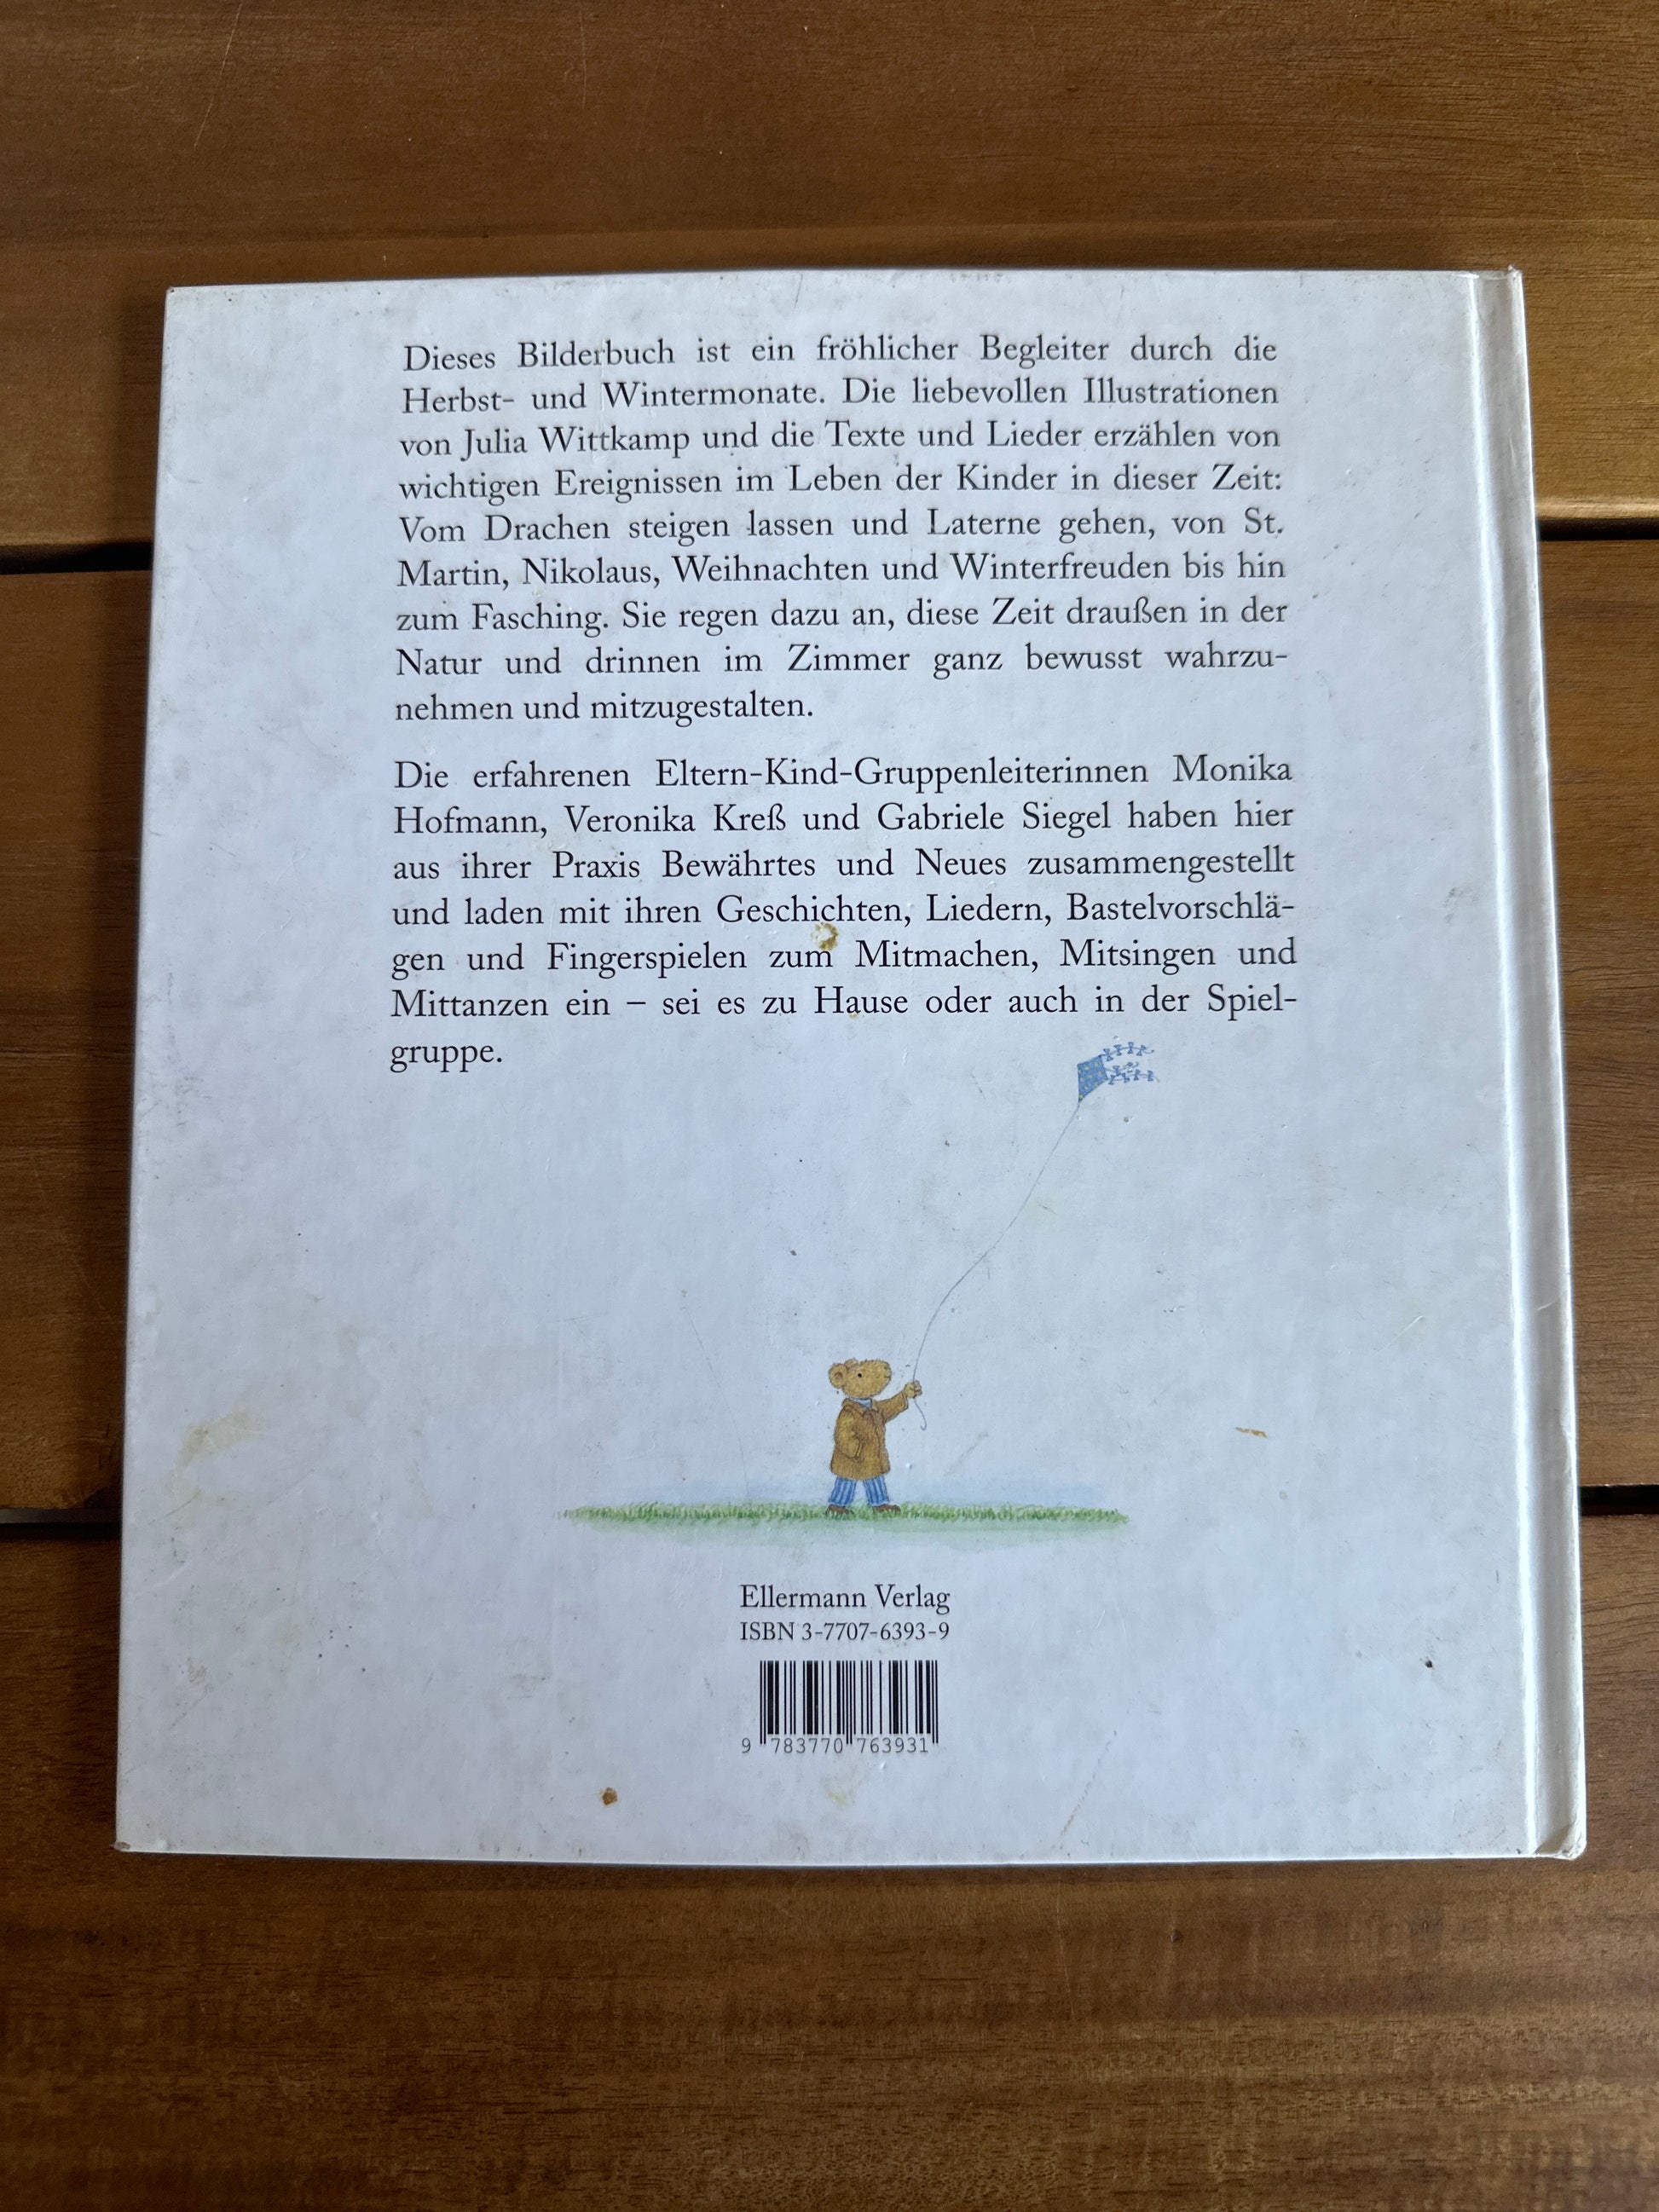 Dieses Bilderbuch ist ein fröhlicher Begleiter durch die
Herbst- und Wintermonate. Die liebevollen Illustrationen
von Julia Wittkamp und die Texte und Lieder erzählen von
wichtigen Ereignissen im Leben der Kinder in dieser Zeit:
Vom Drachen steigen lassen und Laterne gehen, von St.
Martin, Nikolaus, Weihnachten und Winterfreuden bis hin
zum Fasching. Sie regen dazu an, diese Zeit draußen in der
Natur und drinnen im Zimmer ganz bewusst wahrzu-
nehmen und mitzugestalten.
Die erfahrenen Eltern-Kind-Gruppenleiterinnen Monika
Hofmann, Veronika Kreß und Gabriele Siegel haben hier
aus ihrer Praxis Bewährtes und Neues zusammengestellt
und laden mit ihren Geschichten, Liedern, Bastelvorschlä-
gen und Fingerspielen zum Mitmachen, Mitsingen und
Mittanzen ein – sei es zu Hause oder auch in der Spiel-
gruppe.
Ellermann Verlag
ISBN 3-7707-6393-9
9 783770 763931